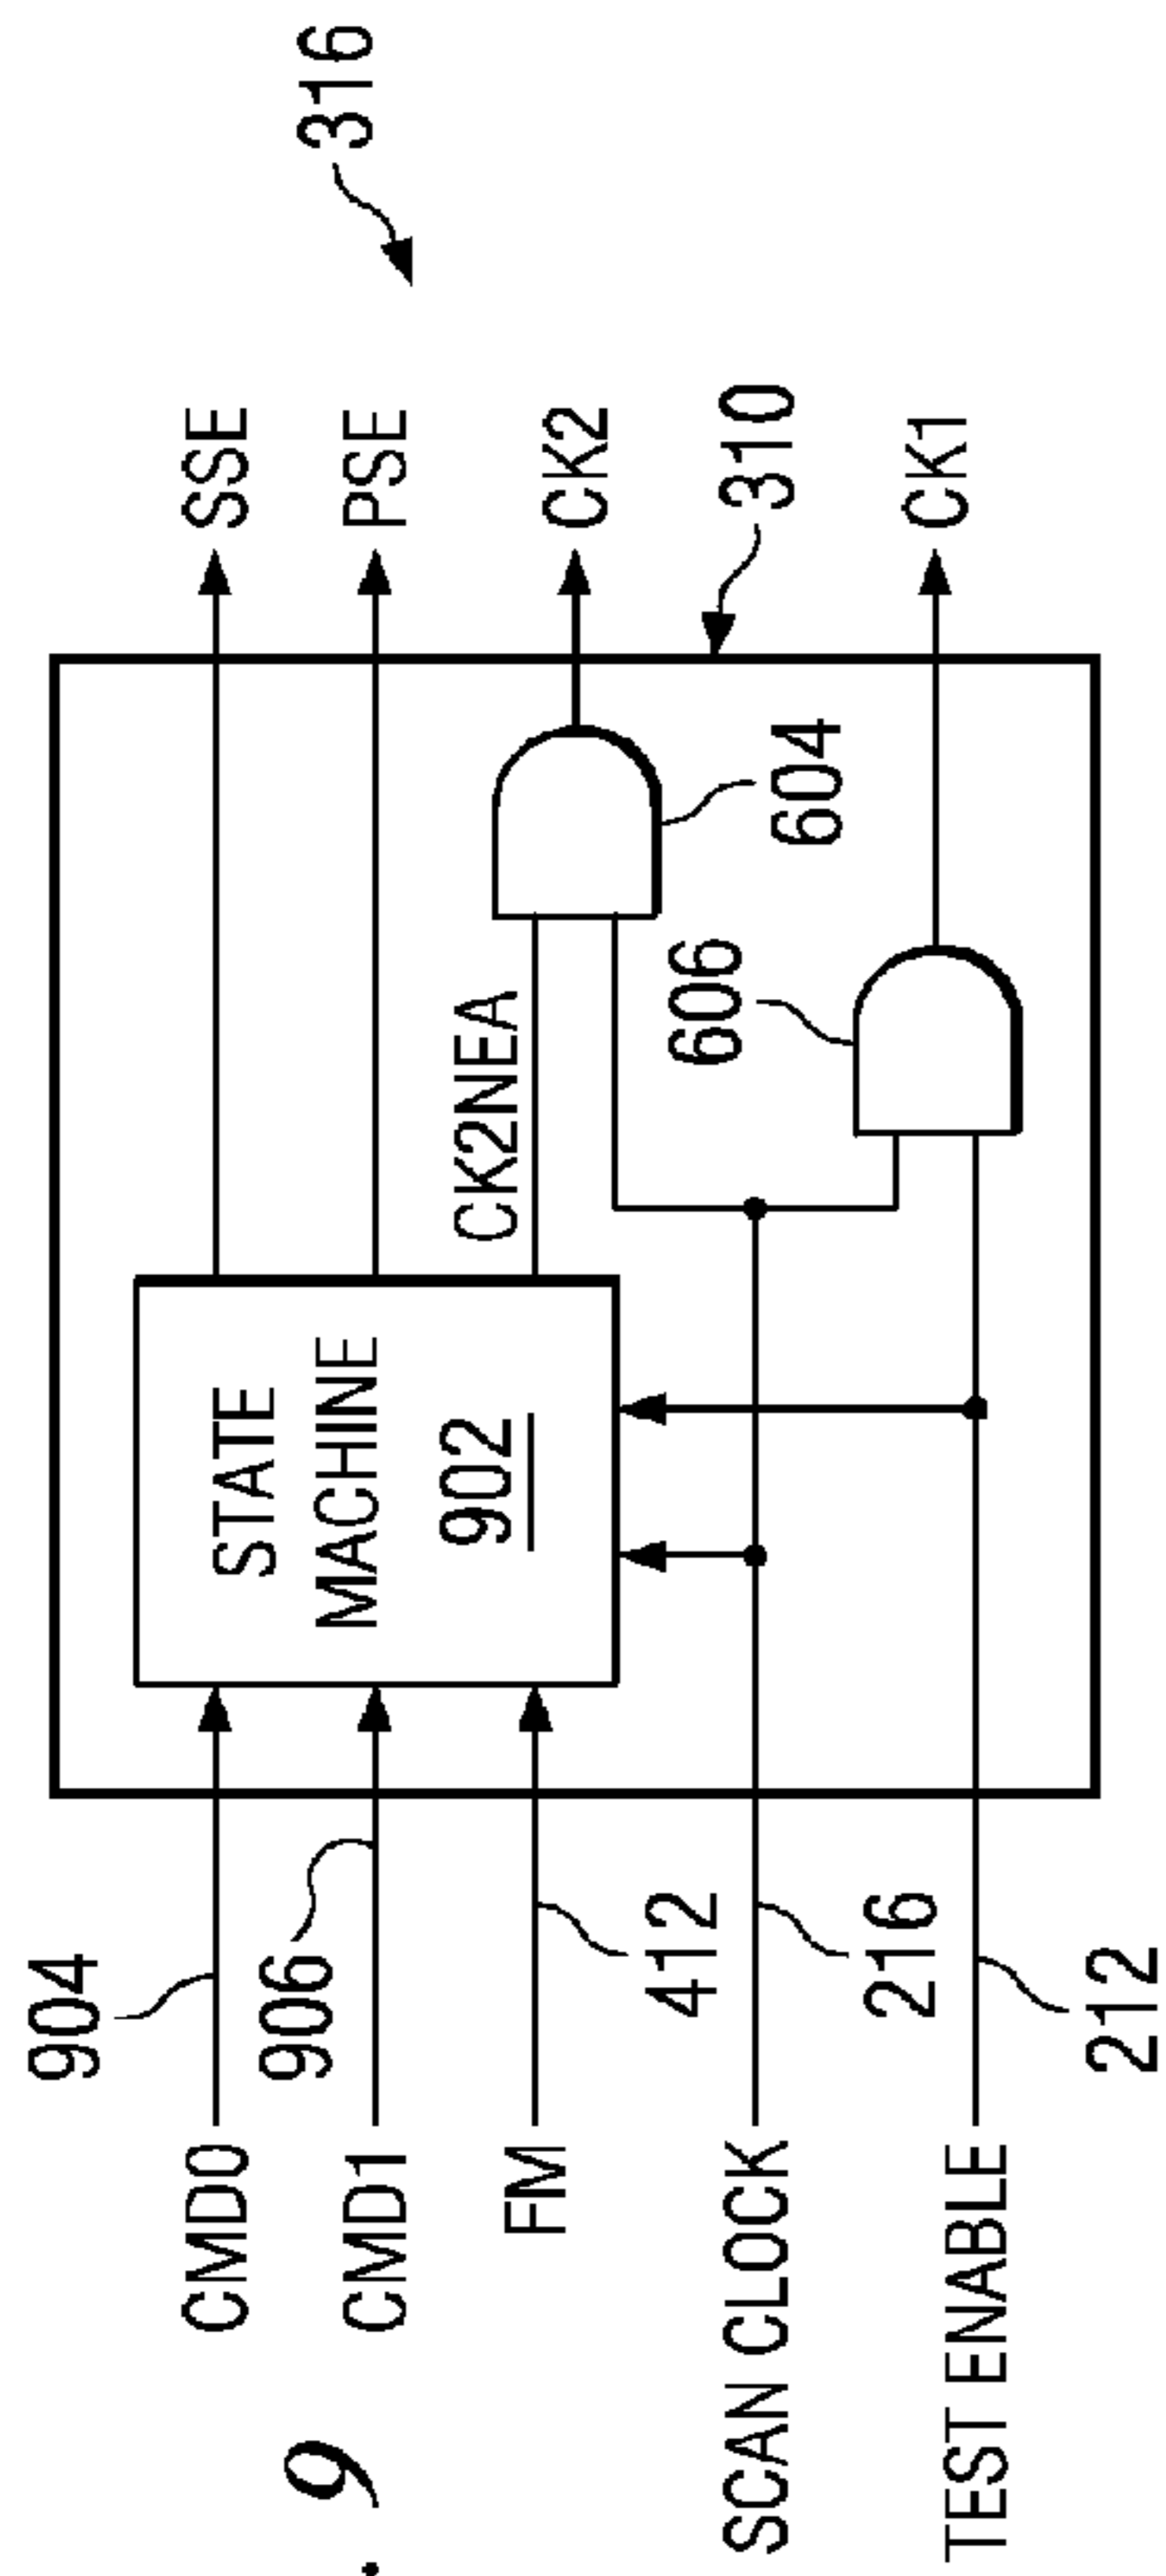 . 9
904
CMD0
906
CMD1
FM
412
SCAN CLOCK
216
TEST ENABLE
212
STATE
MACHINE
902
CK2NEA
604
606
SSE
PSE
CK2
310
CK1
316